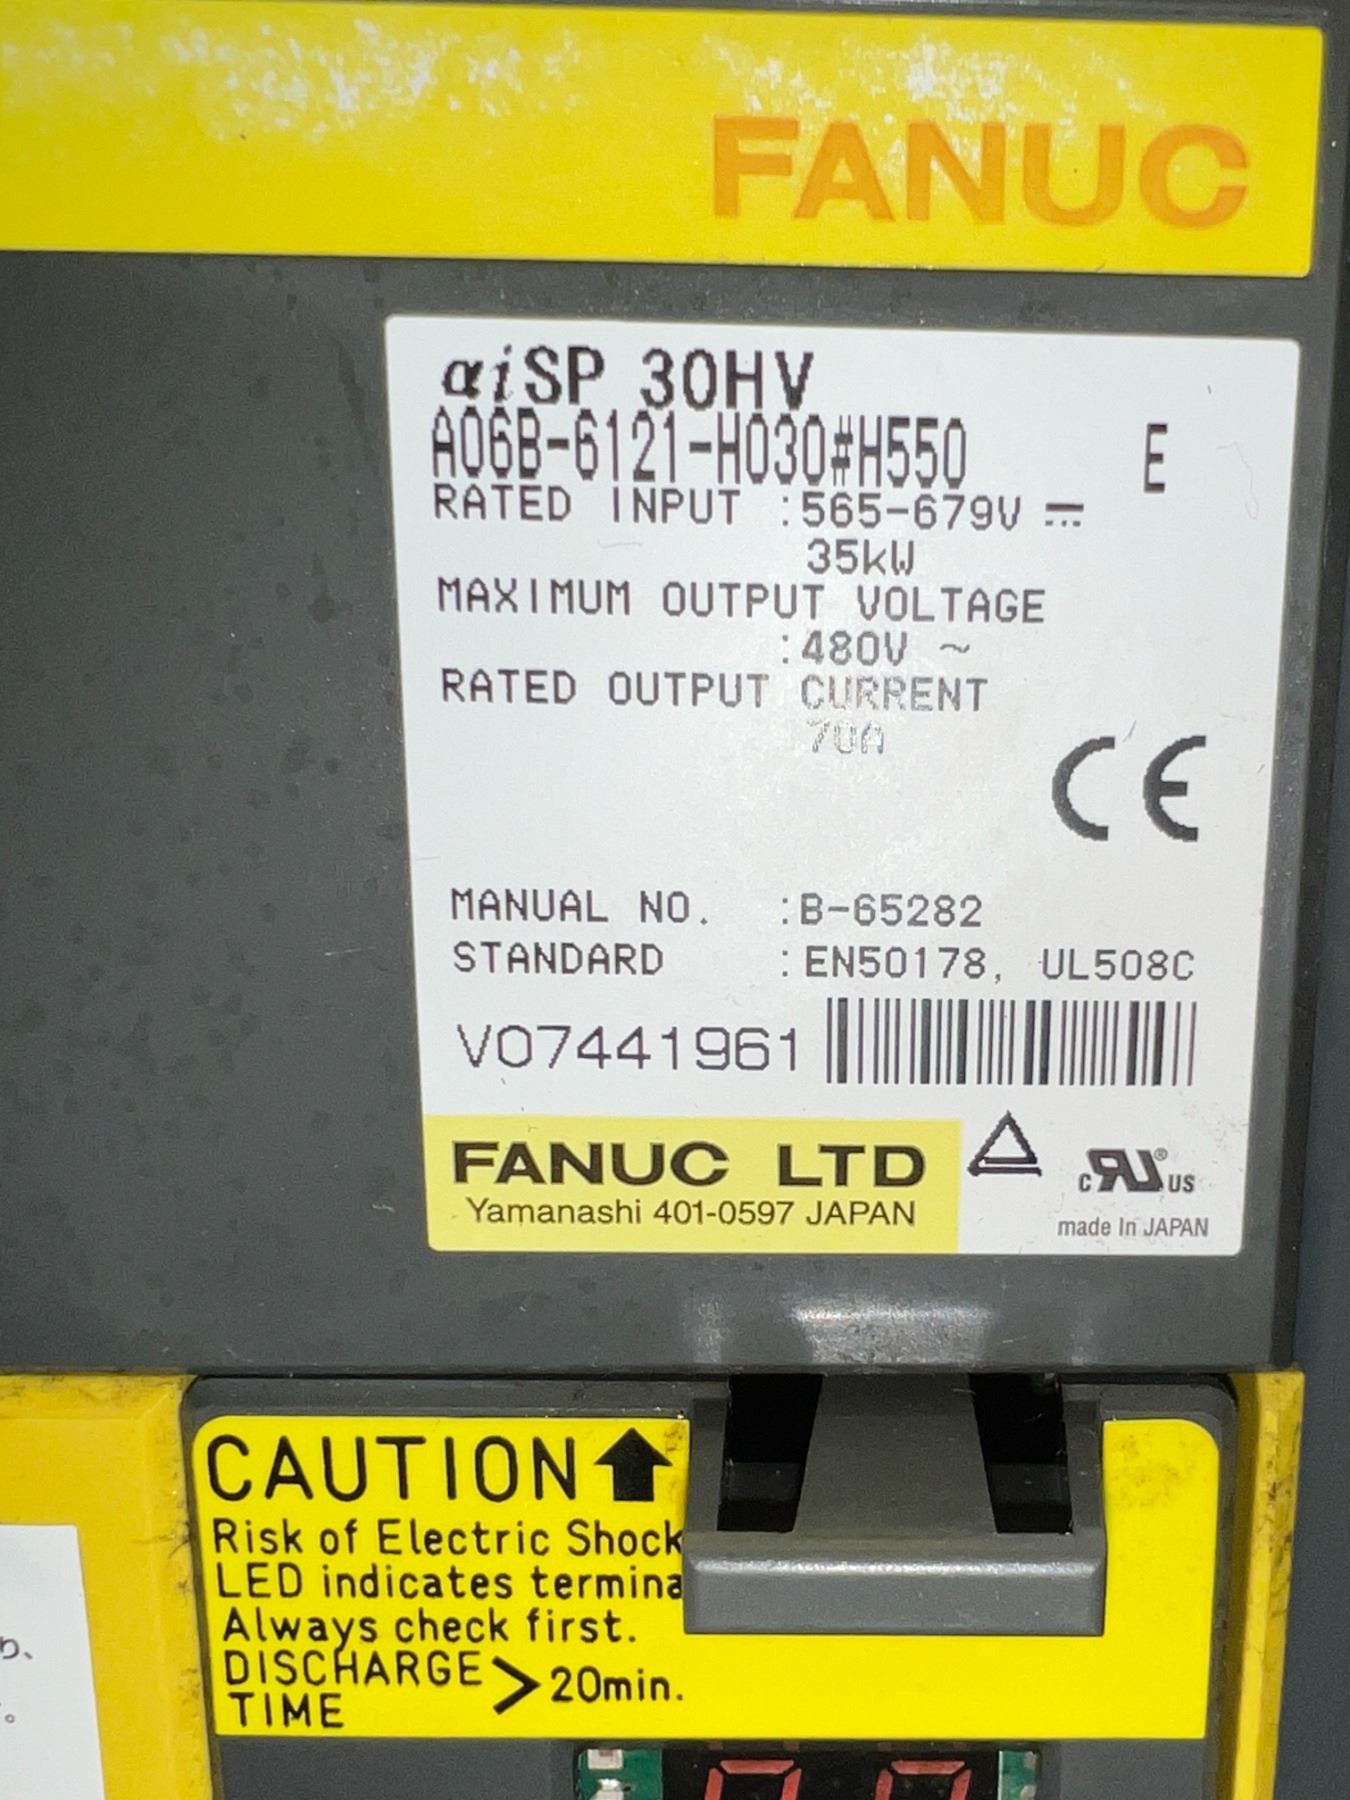 FANUC
αiSP 30HV
A06B-6121-H030#H550 E
RATED INPUT :565-679V ⎓
35kW
MAXIMUM OUTPUT VOLTAGE
:480V ~
RATED OUTPUT CURRENT
70A
CE
MANUAL NO. :B-65282
STANDARD :EN50178, UL508C
V07441961
FANUC LTD
Yamanashi 401-0597 JAPAN
c RU ® US
made In JAPAN
CAUTION
Risk of Electric Shock
LED indicates
Always check first.
DISCHARGE
TIME > 20min.